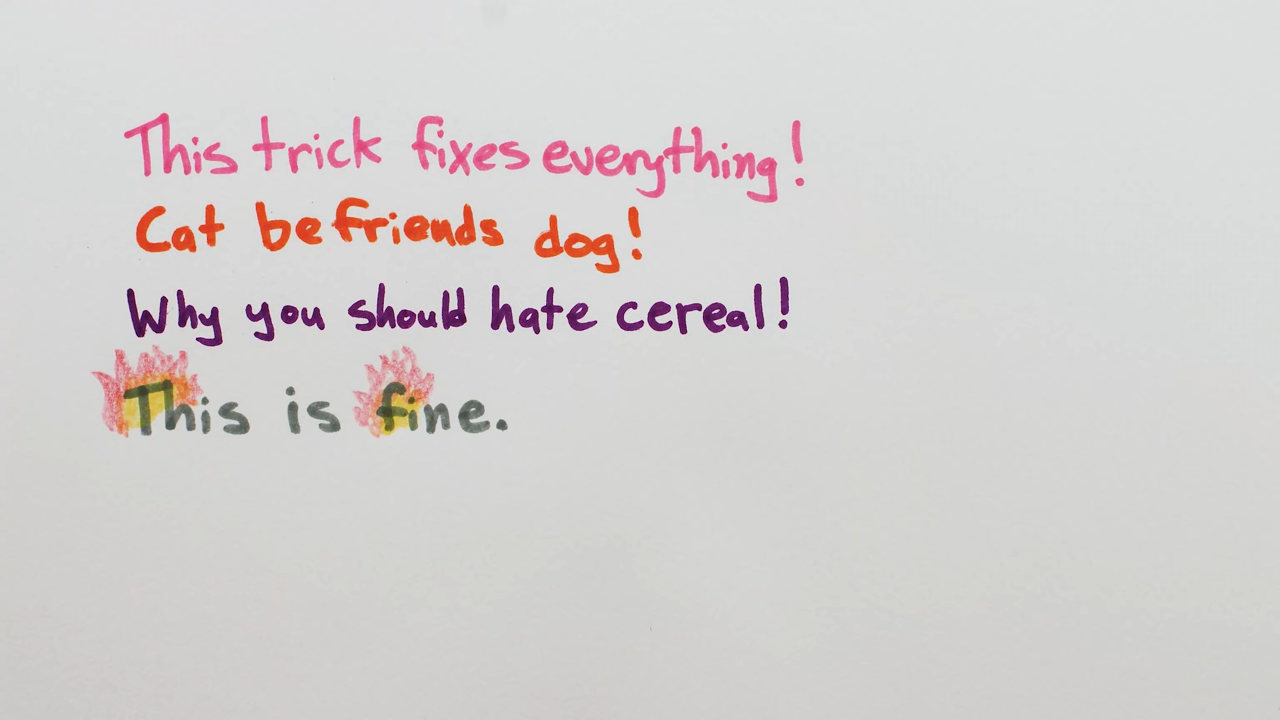 This trick fixes everything!
Cat befriends dog!
Why you should hate cereal!
This is fine.